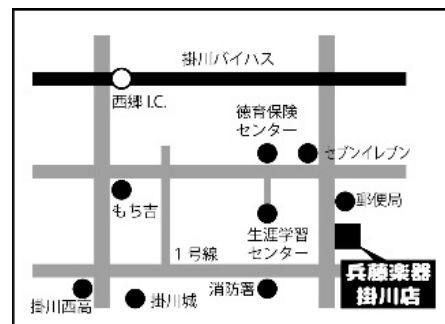 掛川バイパス
西郷 I.C.
徳育保険
センター
セブンイレブン
もち吉
郵便局
生涯学習
センター
1号線
兵藤楽器
掛川店
掛川西高
掛川城
消防署